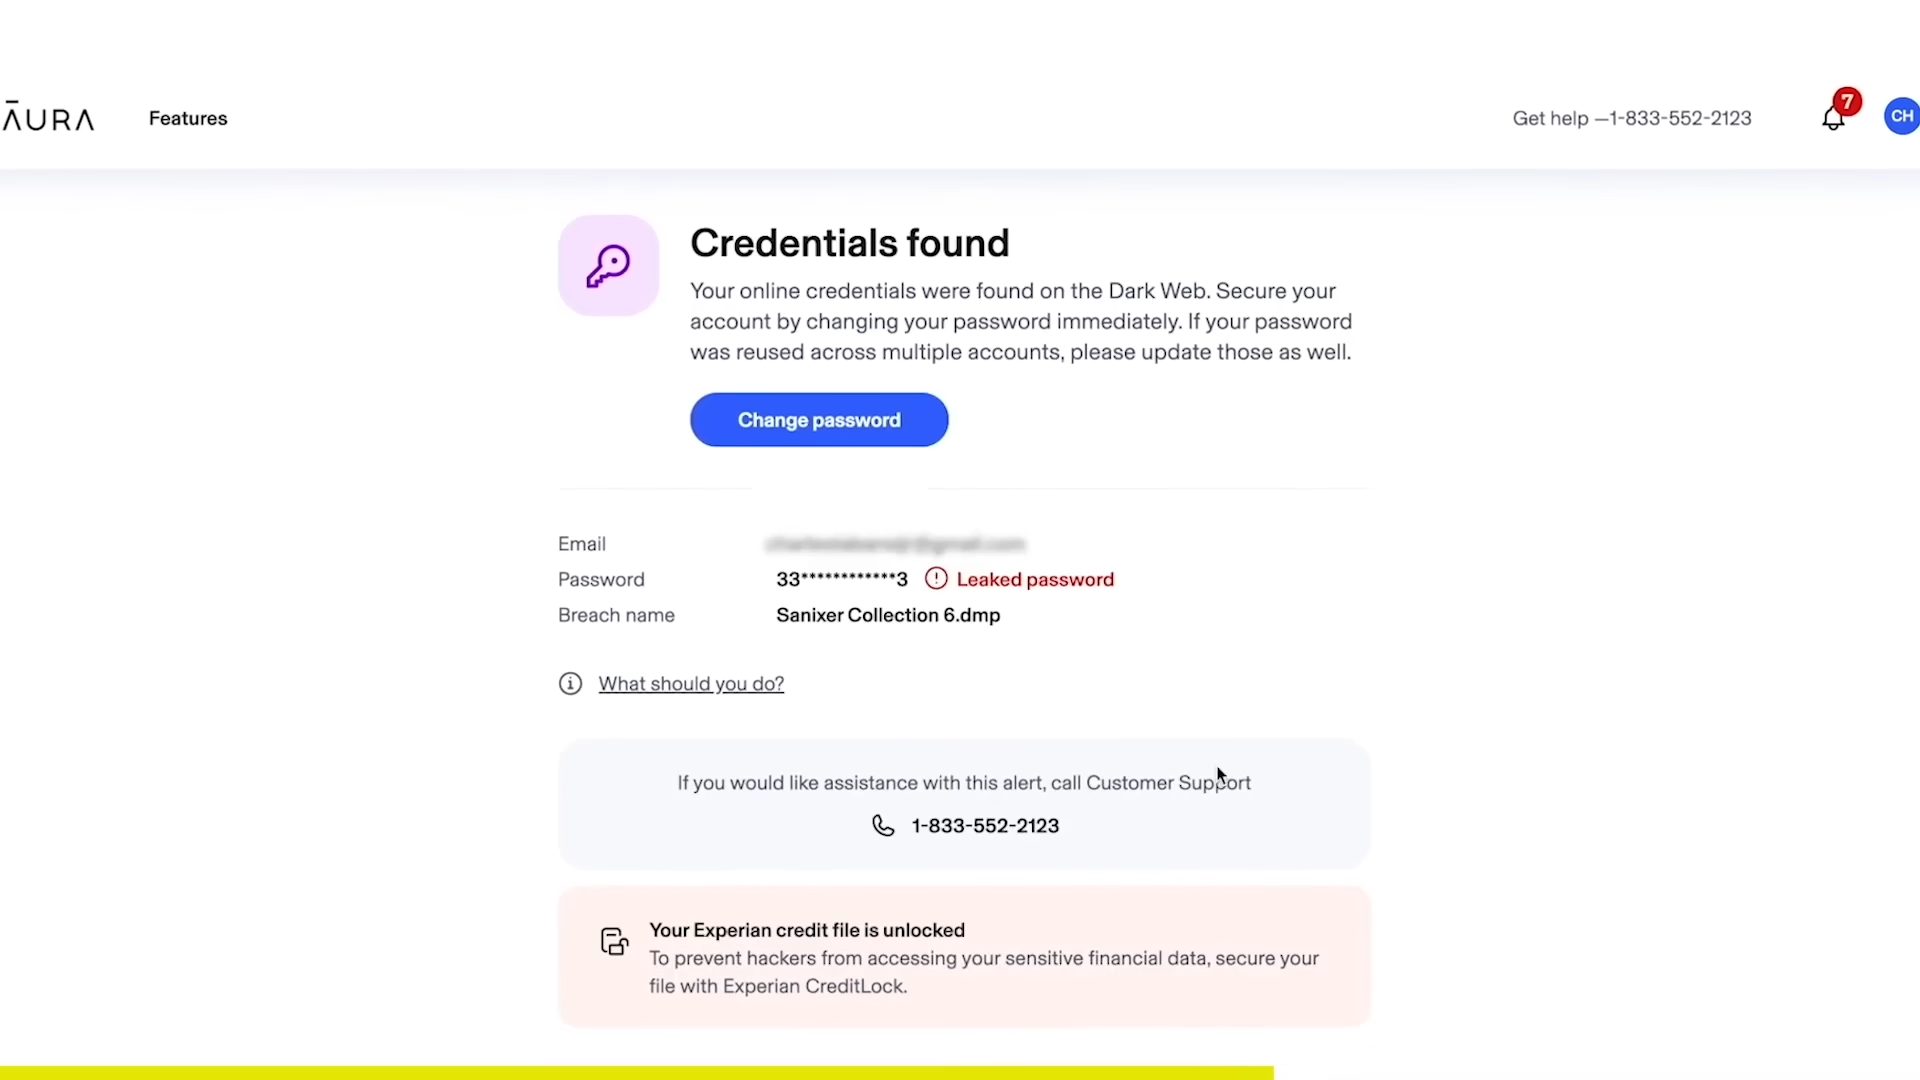 ĀURA Features Get help —1-833-552-2123 7 CH
Credentials found
Your online credentials were found on the Dark Web. Secure your
account by changing your password immediately. If your password
was reused across multiple accounts, please update those as well.
Change password
Email
Password 33************3 Leaked password
Breach name Sanixer Collection 6.dmp
What should you do?
If you would like assistance with this alert, call Customer Support
1-833-552-2123
Your Experian credit file is unlocked
To prevent hackers from accessing your sensitive financial data, secure your
file with Experian CreditLock.